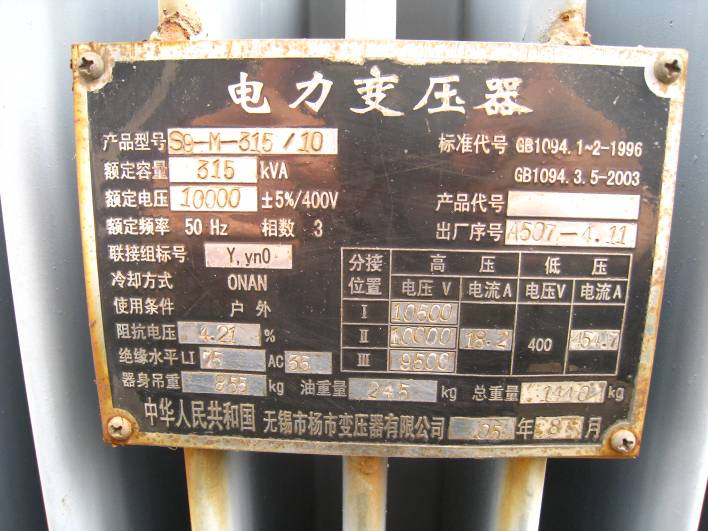 电力变压器
产品型号 S9-M-315/10 标准代号 GB1094.1~2-1996
额定容量 315 kVA GB1094.3.5-2003
额定电压 10000 ±5%/400V 产品代号
额定频率 50 Hz 相数 3 出厂序号 A507-4.11
联接组标号 Y,yn0
冷却方式 ONAN
使用条件 户外
阻抗电压 4.21 %
绝缘水平 LI 75 AC 35
分接位置 高压 低压
电压V 电流A 电压V 电流A
I 10500
II 10000 18.2 400 454.7
III 9500
器身吊重 855 kg 油重量 245 kg 总重量 kg
中华人民共和国 无锡市杨市变压器有限公司 05 年 月